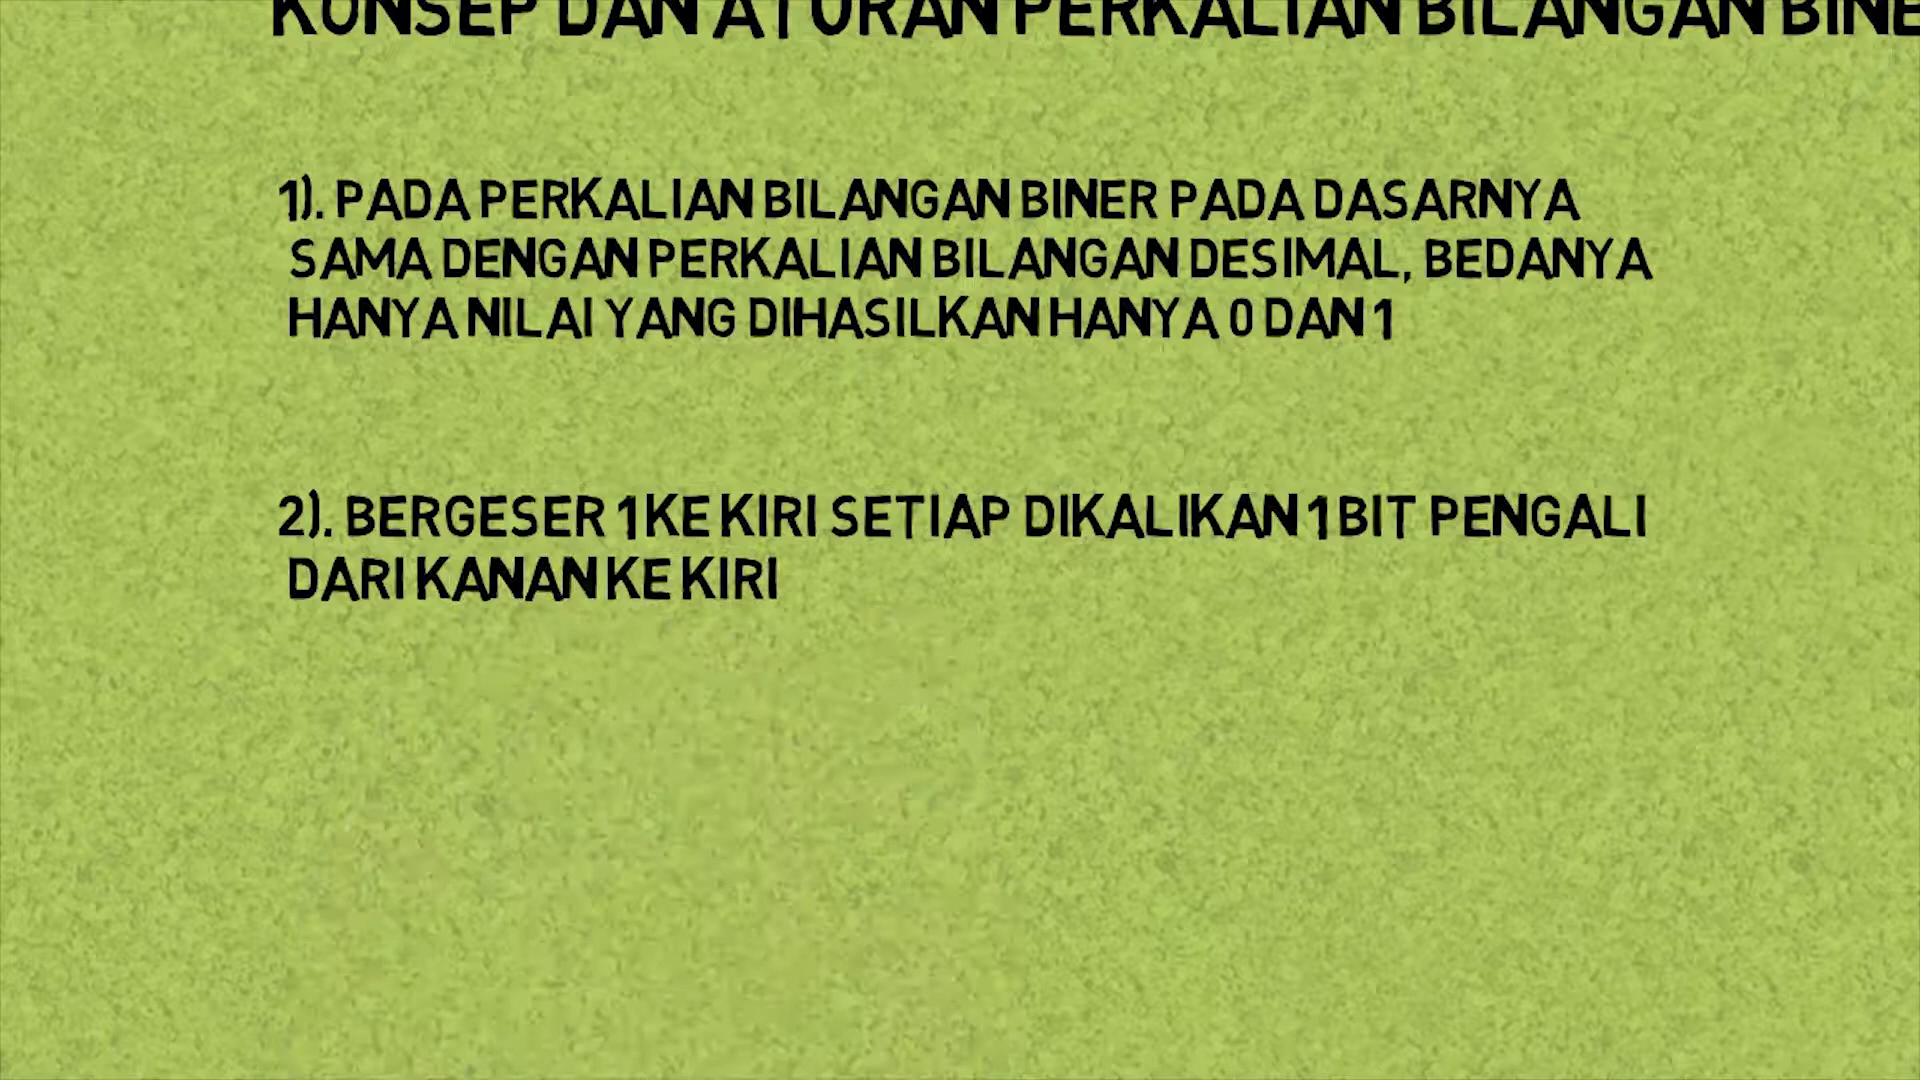 KONSEP DAN ATURAN PERKALIAN BILANGAN BINE
1). PADA PERKALIAN BILANGAN BINER PADA DASARNYA
SAMA DENGAN PERKALIAN BILANGAN DESIMAL, BEDANYA
HANYA NILAI YANG DIHASILKAN HANYA 0 DAN 1
2). BERGESER 1 KE KIRI SETIAP DIKALIKAN 1 BIT PENGALI
DARI KANAN KE KIRI